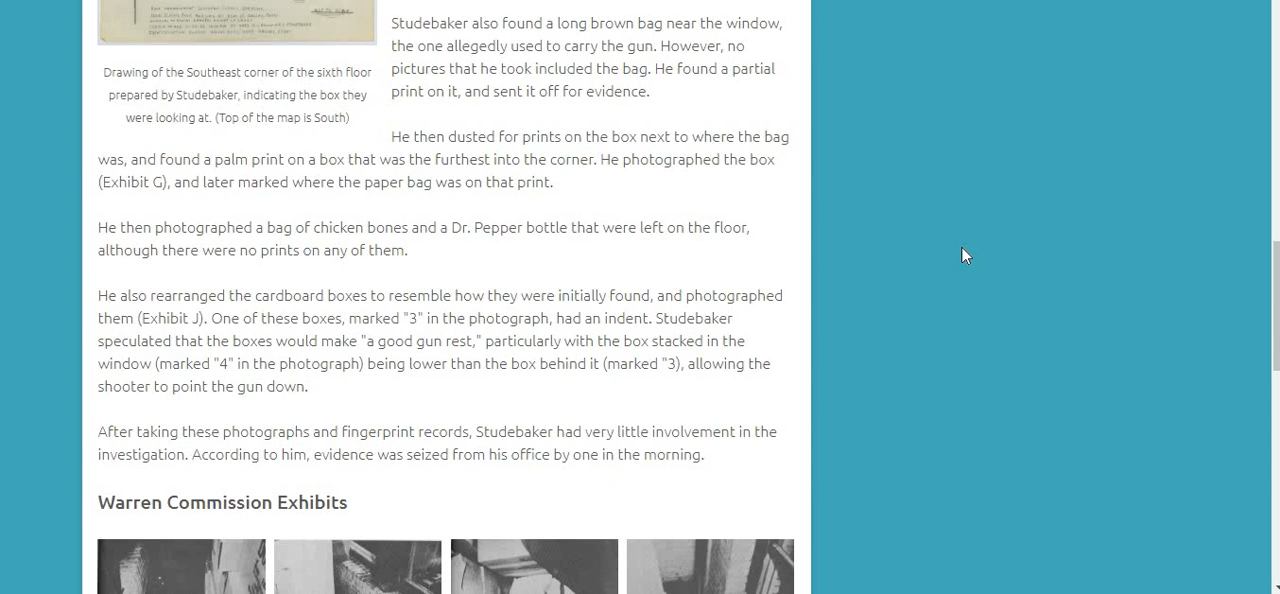 Studebaker also found a long brown bag near the window,
the one allegedly used to carry the gun. However, no
pictures that he took included the bag. He found a partial
print on it, and sent it off for evidence.
Drawing of the Southeast corner of the sixth floor
prepared by Studebaker, indicating the box they
were looking at. (Top of the map is South)
He then dusted for prints on the box next to where the bag
was, and found a palm print on a box that was the furthest into the corner. He photographed the box
(Exhibit G), and later marked where the paper bag was on that print.
He then photographed a bag of chicken bones and a Dr. Pepper bottle that were left on the floor,
although there were no prints on any of them.
He also rearranged the cardboard boxes to resemble how they were initially found, and photographed
them (Exhibit J). One of these boxes, marked "3" in the photograph, had an indent. Studebaker
speculated that the boxes would make "a good gun rest," particularly with the box stacked in the
window (marked "4" in the photograph) being lower than the box behind it (marked "3), allowing the
shooter to point the gun down.
After taking these photographs and fingerprint records, Studebaker had very little involvement in the
investigation. According to him, evidence was seized from his office by one in the morning.
Warren Commission Exhibits